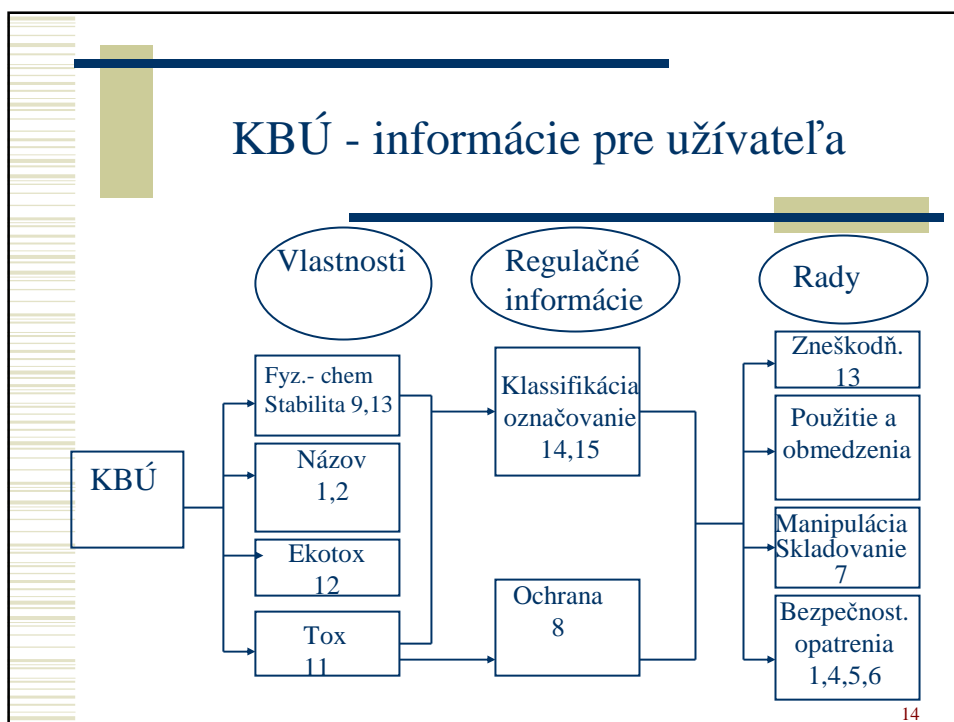 KBÚ - informácie pre užívateľa
Vlastnosti
Regulačné
informácie
Rady
KBÚ
Fyz.- chem
Stabilita 9,13
Názov
1,2
Ekotox
12
Tox
11
Klassifikácia
označovanie
14,15
Ochrana
8
Zneškodň.
13
Použitie a
obmedzenia
Manipulácia
Skladovanie
7
Bezpečnost.
opatrenia
1,4,5,6
14